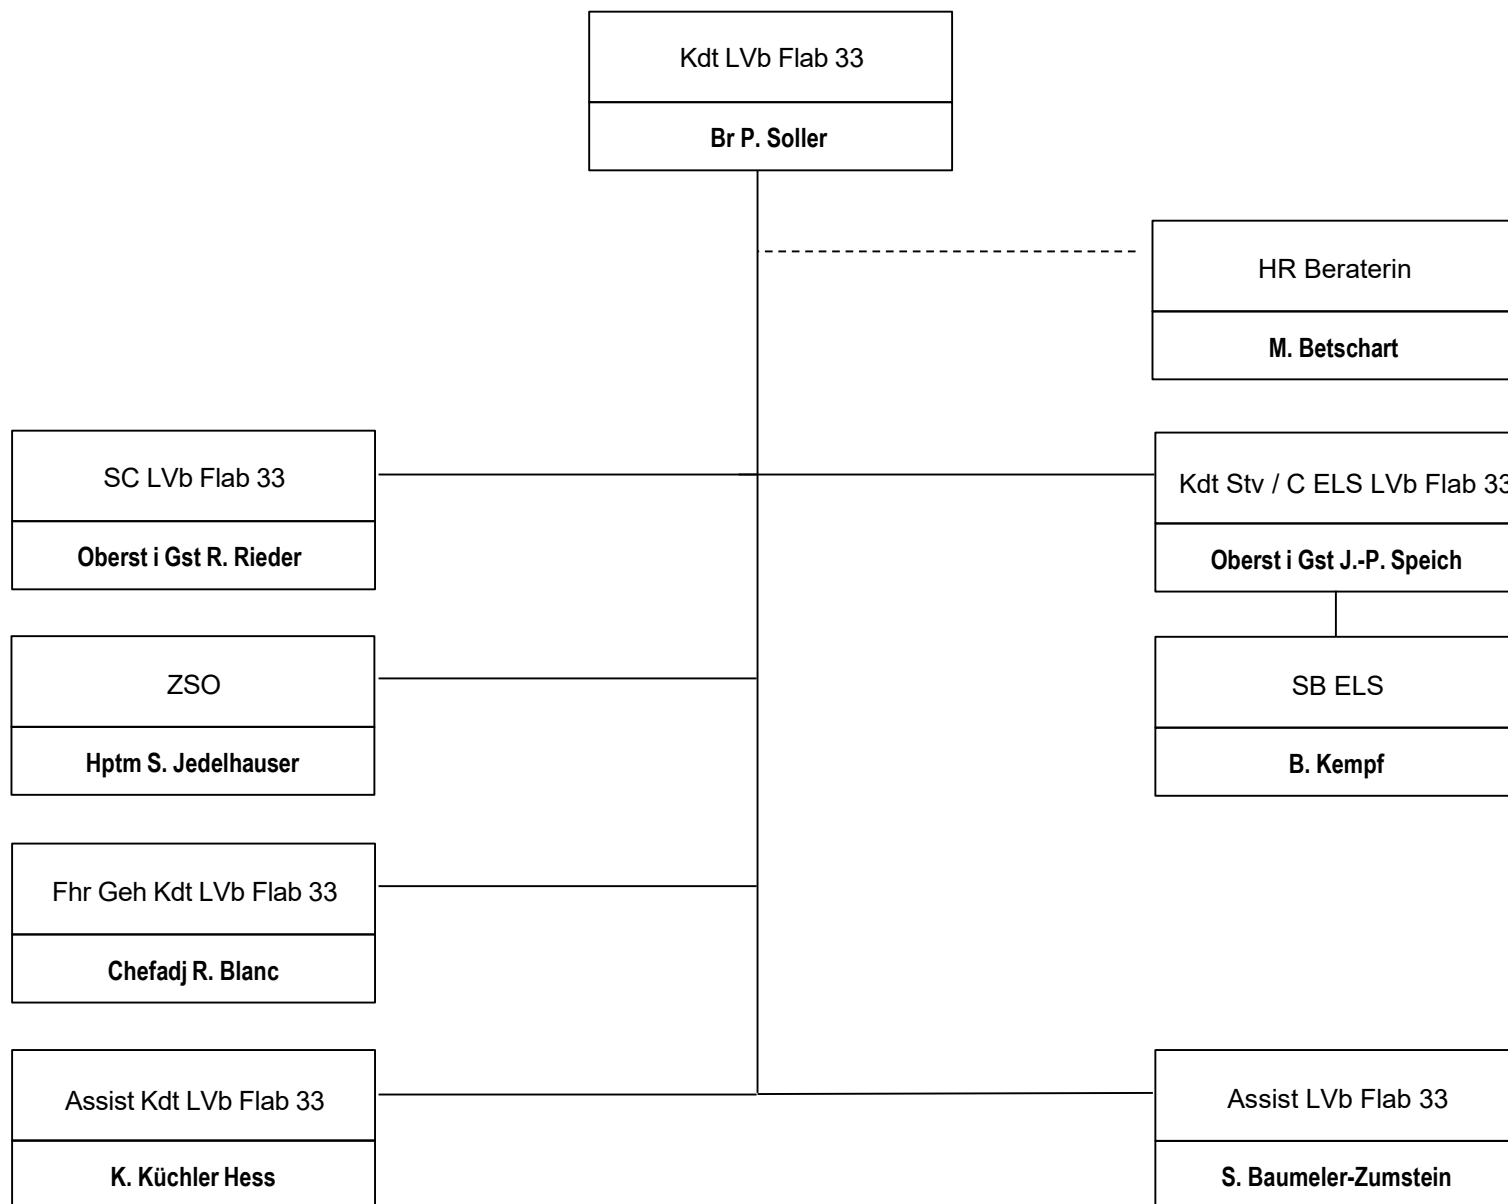 Kdt LVb Flab 33
Br P. Soller
HR Beraterin
M. Betschart
SC LVb Flab 33
Oberst i Gst R. Rieder
Kdt Stv / C ELS LVb Flab 33
Oberst i Gst J.-P. Speich
ZSO
Hptm S. Jedelhauser
SB ELS
B. Kempf
Fhr Geh Kdt LVb Flab 33
Chefadj R. Blanc
Assist Kdt LVb Flab 33
K. Küchler Hess
Assist LVb Flab 33
S. Baumeler-Zumstein